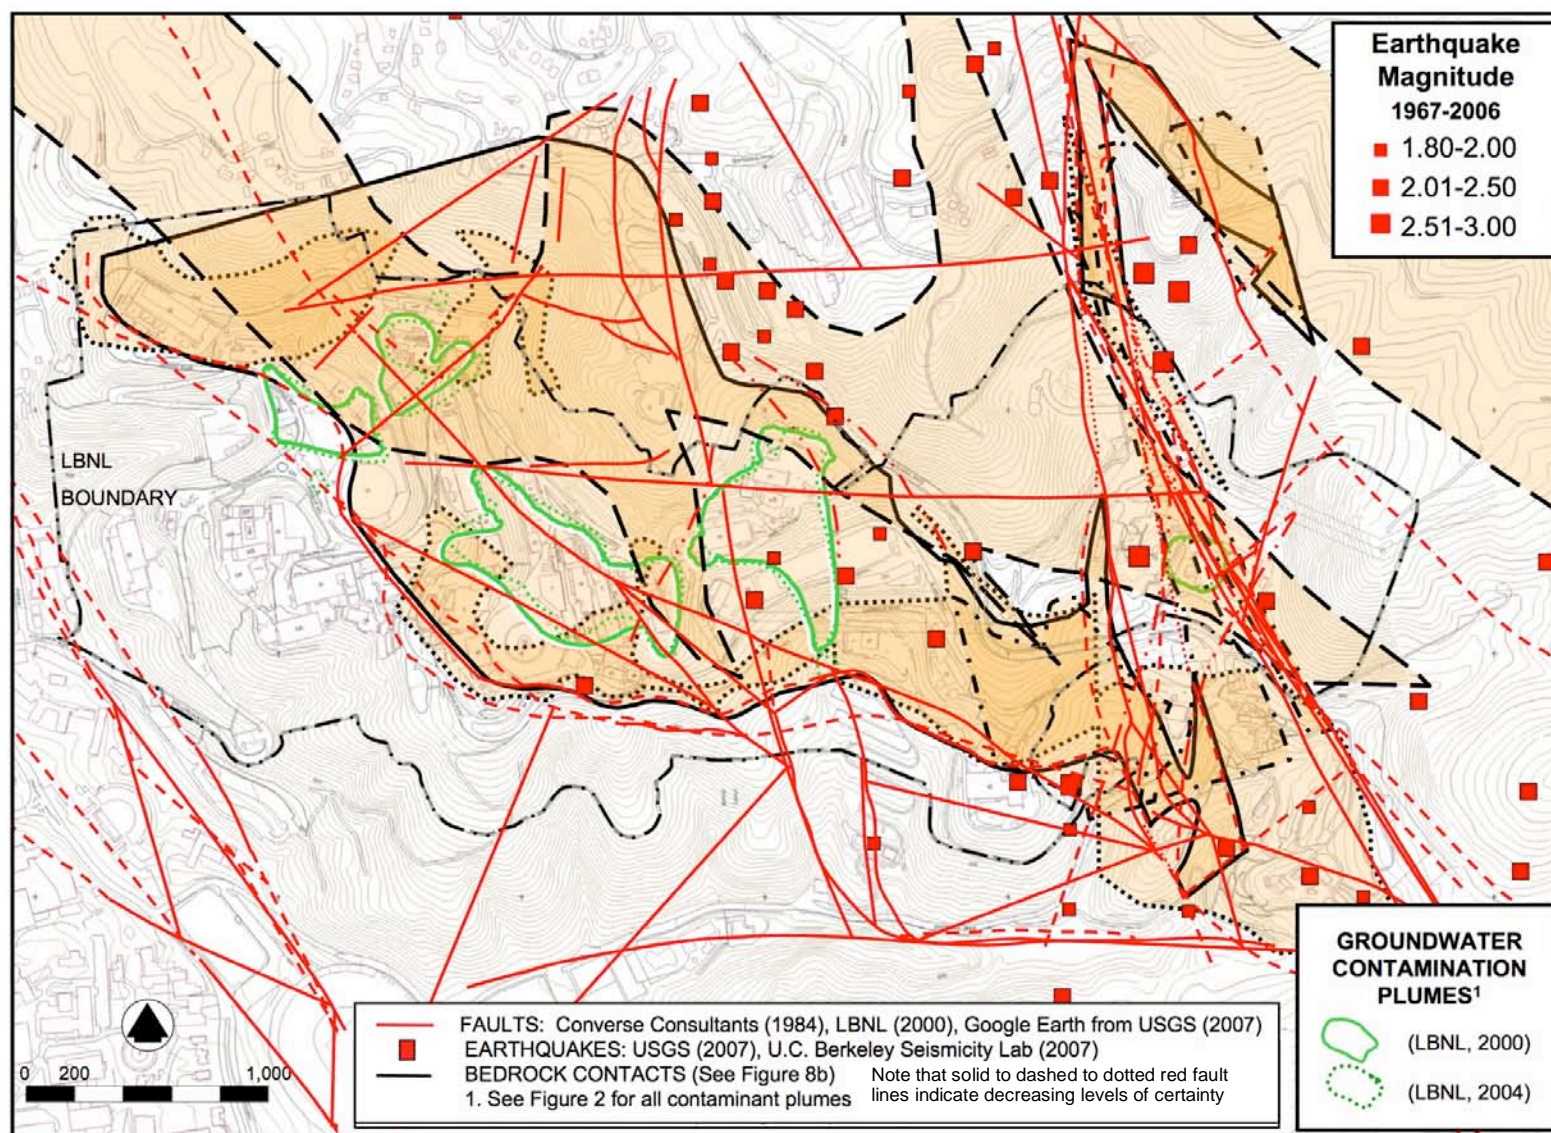 Earthquake
Magnitude
1967-2006
1.80-2.00
2.01-2.50
2.51-3.00
LBNL
BOUNDARY
GROUNDWATER
CONTAMINATION
PLUMES¹
(LBNL, 2000)
(LBNL, 2004)
0 200 1,000
FAULTS: Converse Consultants (1984), LBNL (2000), Google Earth from USGS (2007)
EARTHQUAKES: USGS (2007), U.C. Berkeley Seismicity Lab (2007)
BEDROCK CONTACTS (See Figure 8b)
1. See Figure 2 for all contaminant plumes
Note that solid to dashed to dotted red fault
lines indicate decreasing levels of certainty